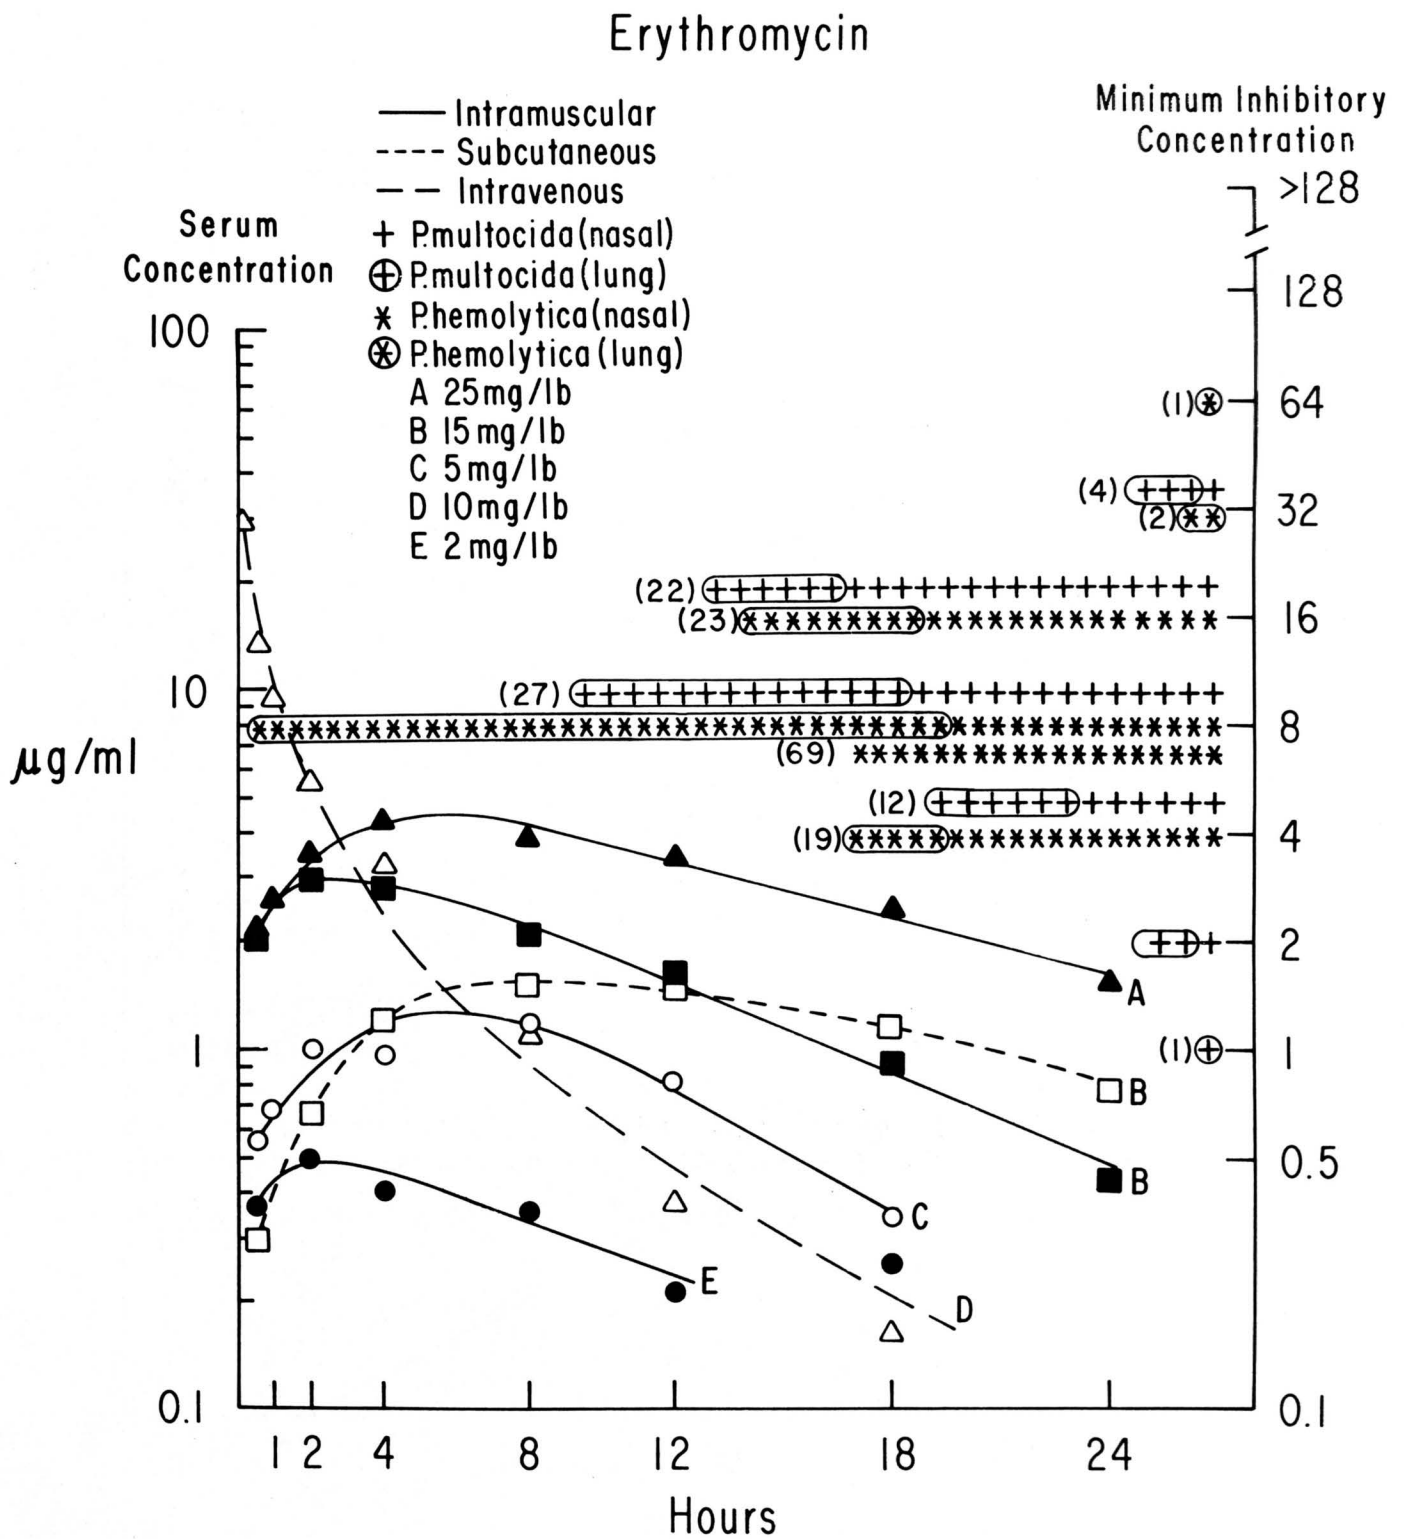 Erythromycin
Intramuscular
Subcutaneous
Intravenous
+ P.multocida(nasal)
⊕ P.multocida(lung)
* P.hemolytica(nasal)
⊛ P.hemolytica(lung)
A 25mg/lb
B 15mg/lb
C 5mg/lb
D 10mg/lb
E 2mg/lb
Minimum Inhibitory
Concentration
>128
128
64
32
16
8
4
2
1
0.5
0.1
Serum
Concentration
100
10
1
0.1
µg/ml
(1)
(4)
(2)
(22)
(23)
(27)
(69)
(12)
(19)
(1)
A
B
B
C
D
E
1 2 4 8 12 18 24
Hours